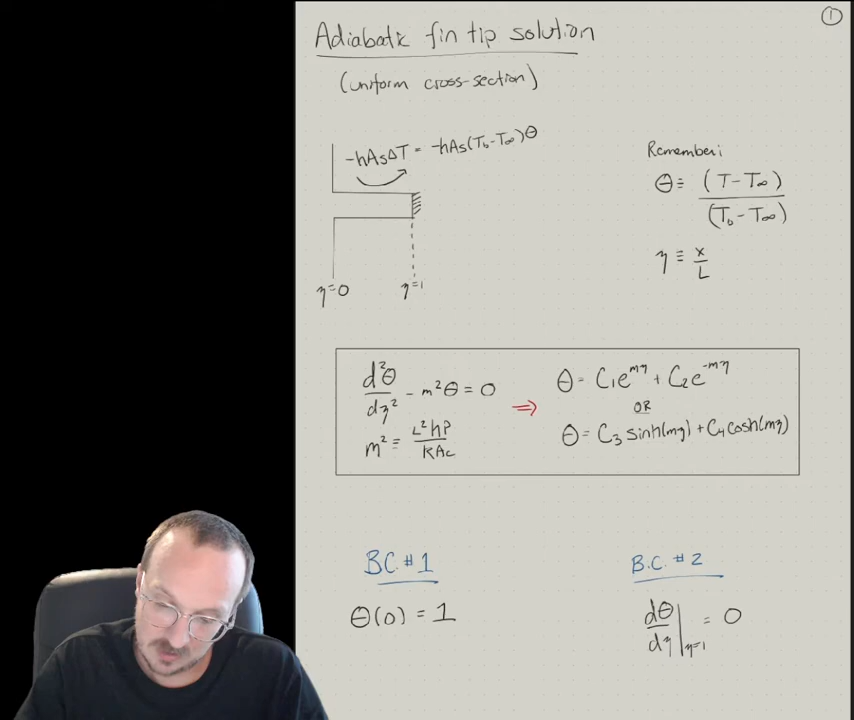 ①
Adiabatic fin tip solution
(uniform cross-section)
-hAsΔT = -hAs(T_b-T∞)Θ
η=0
η=1
Remember:
Θ ≡ (T-T∞) / (T_b-T∞)
η ≡ x/L
d²Θ/dη² - m²Θ = 0
m² ≡ L²hP/kAc
⇒
Θ = C₁e^{mη} + C₂e^{-mη}
OR
Θ = C₃ sinh(mη) + C₄ cosh(mη)
B.C. #1
Θ(0) = 1
B.C. #2
dΘ/dη|_{η=1} = 0